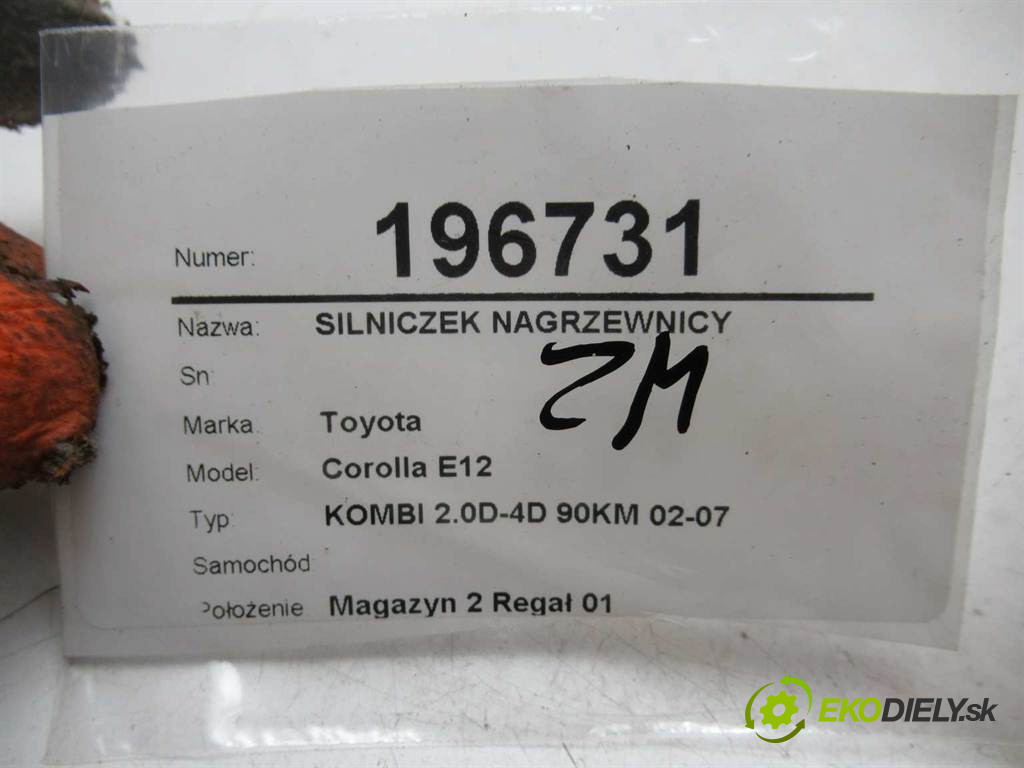 Numer: 196731
Nazwa: SILNICZEK NAGRZEWNICY
Sn:
Marka: Toyota
Model: Corolla E12
Typ: KOMBI 2.0D-4D 90KM 02-07
Samochód
Położenie Magazyn 2 Regał 01
EKODIELY.sk